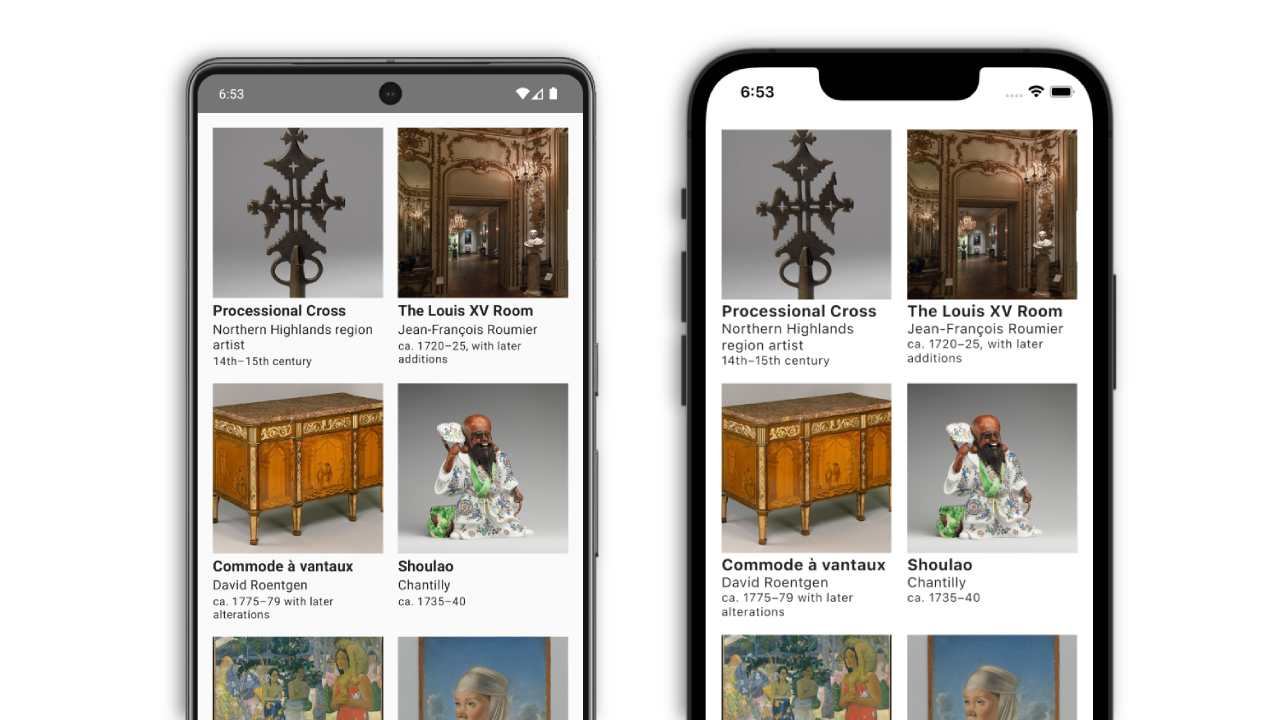 6:53
Processional Cross
Northern Highlands region
artist
14th–15th century
The Louis XV Room
Jean-François Roumier
ca. 1720–25, with later
additions
Commode à vantaux
David Roentgen
ca. 1775–79 with later
alterations
Shoulao
Chantilly
ca. 1735–40
6:53
Processional Cross
Northern Highlands
region artist
14th–15th century
The Louis XV Room
Jean-François Roumier
ca. 1720–25, with later
additions
Commode à vantaux
David Roentgen
ca. 1775–79 with later
alterations
Shoulao
Chantilly
ca. 1735–40